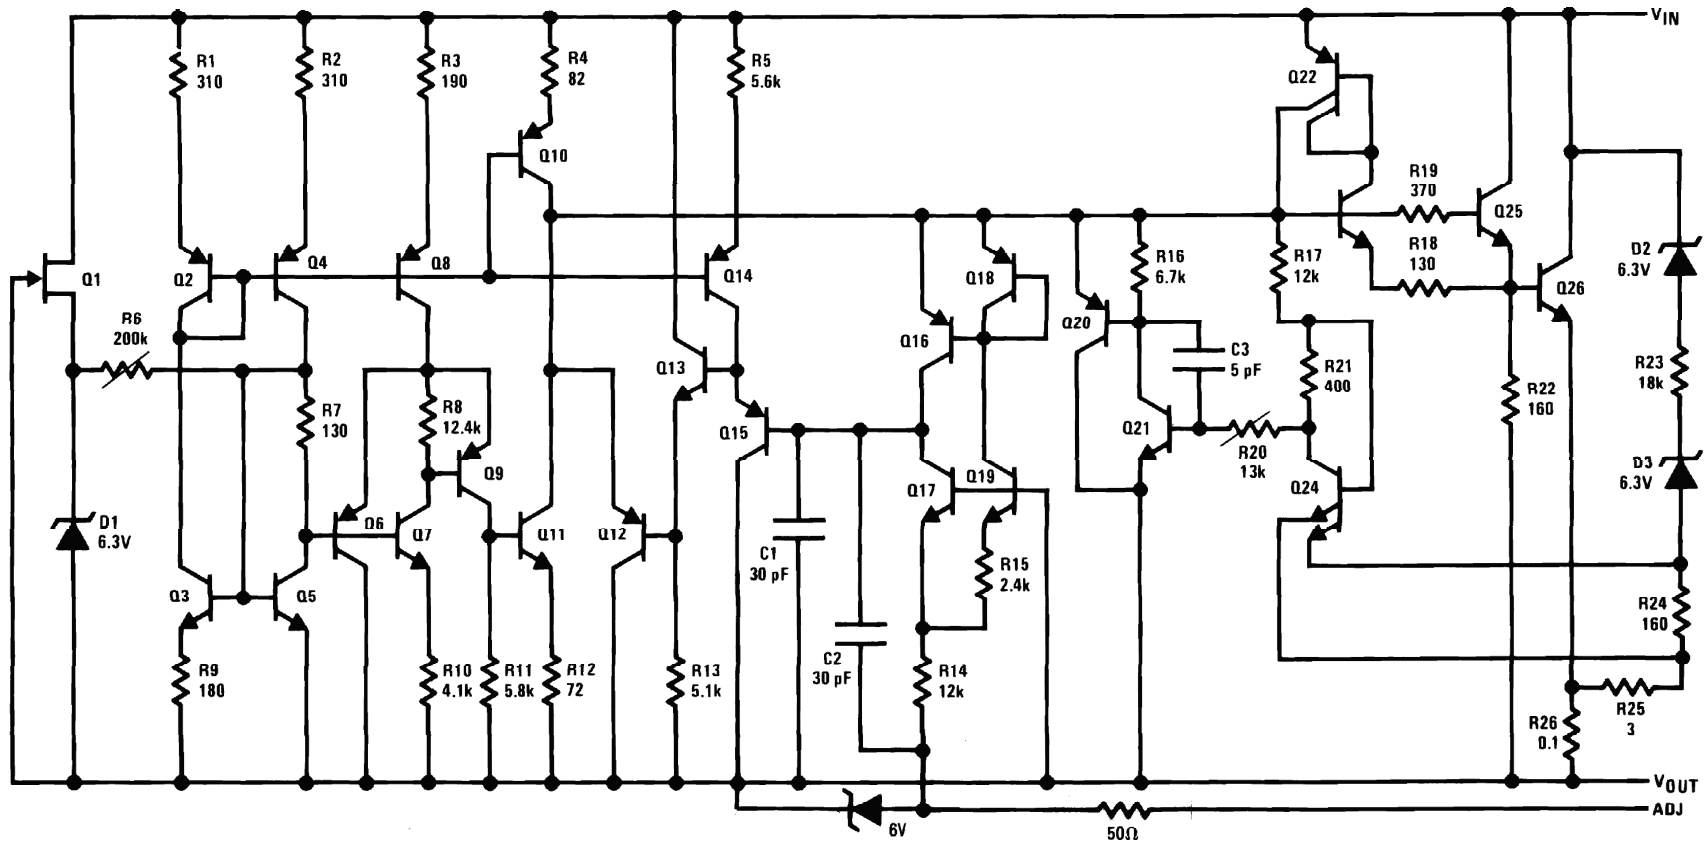 VIN
R1
310
R2
310
R3
190
R4
82
R5
5.6k
Q22
Q10
R19
370
Q25
Q1
Q2
Q4
Q8
Q14
Q18
R16
6.7k
R17
12k
R18
130
Q26
D2
6.3V
R6
200k
Q13
Q16
Q20
C3
5 pF
R21
400
R22
160
R23
18k
R7
130
R8
12.4k
Q9
Q15
Q21
R20
13k
D3
6.3V
D1
6.3V
Q6
Q7
Q11
Q12
C1
30 pF
Q17
Q19
Q24
R15
2.4k
Q3
Q5
R24
160
R9
180
R10
4.1k
R11
5.8k
R12
72
R13
5.1k
C2
30 pF
R14
12k
R25
3
R26
0.1
VOUT
ADJ
6V
50Ω